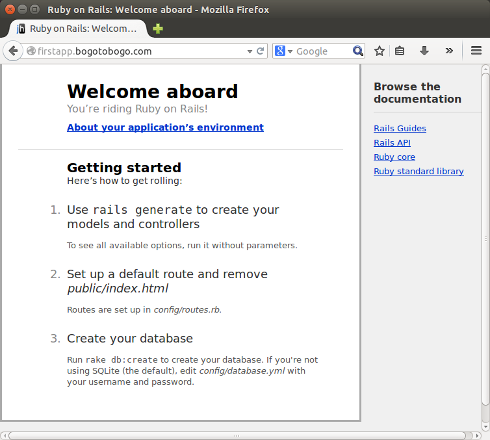 Ruby on Rails: Welcome aboard - Mozilla Firefox
Ruby on Rails: Welcom...
firstapp.bogotobogo.com
Google
Welcome aboard
You're riding Ruby on Rails!
About your application's environment
Getting started
Here's how to get rolling:
1. Use rails generate to create your
models and controllers
To see all available options, run it without parameters.
2. Set up a default route and remove
public/index.html
Routes are set up in config/routes.rb.
3. Create your database
Run rake db:create to create your database. If you're not
using SQLite (the default), edit config/database.yml with
your username and password.
Browse the
documentation
Rails Guides
Rails API
Ruby core
Ruby standard library